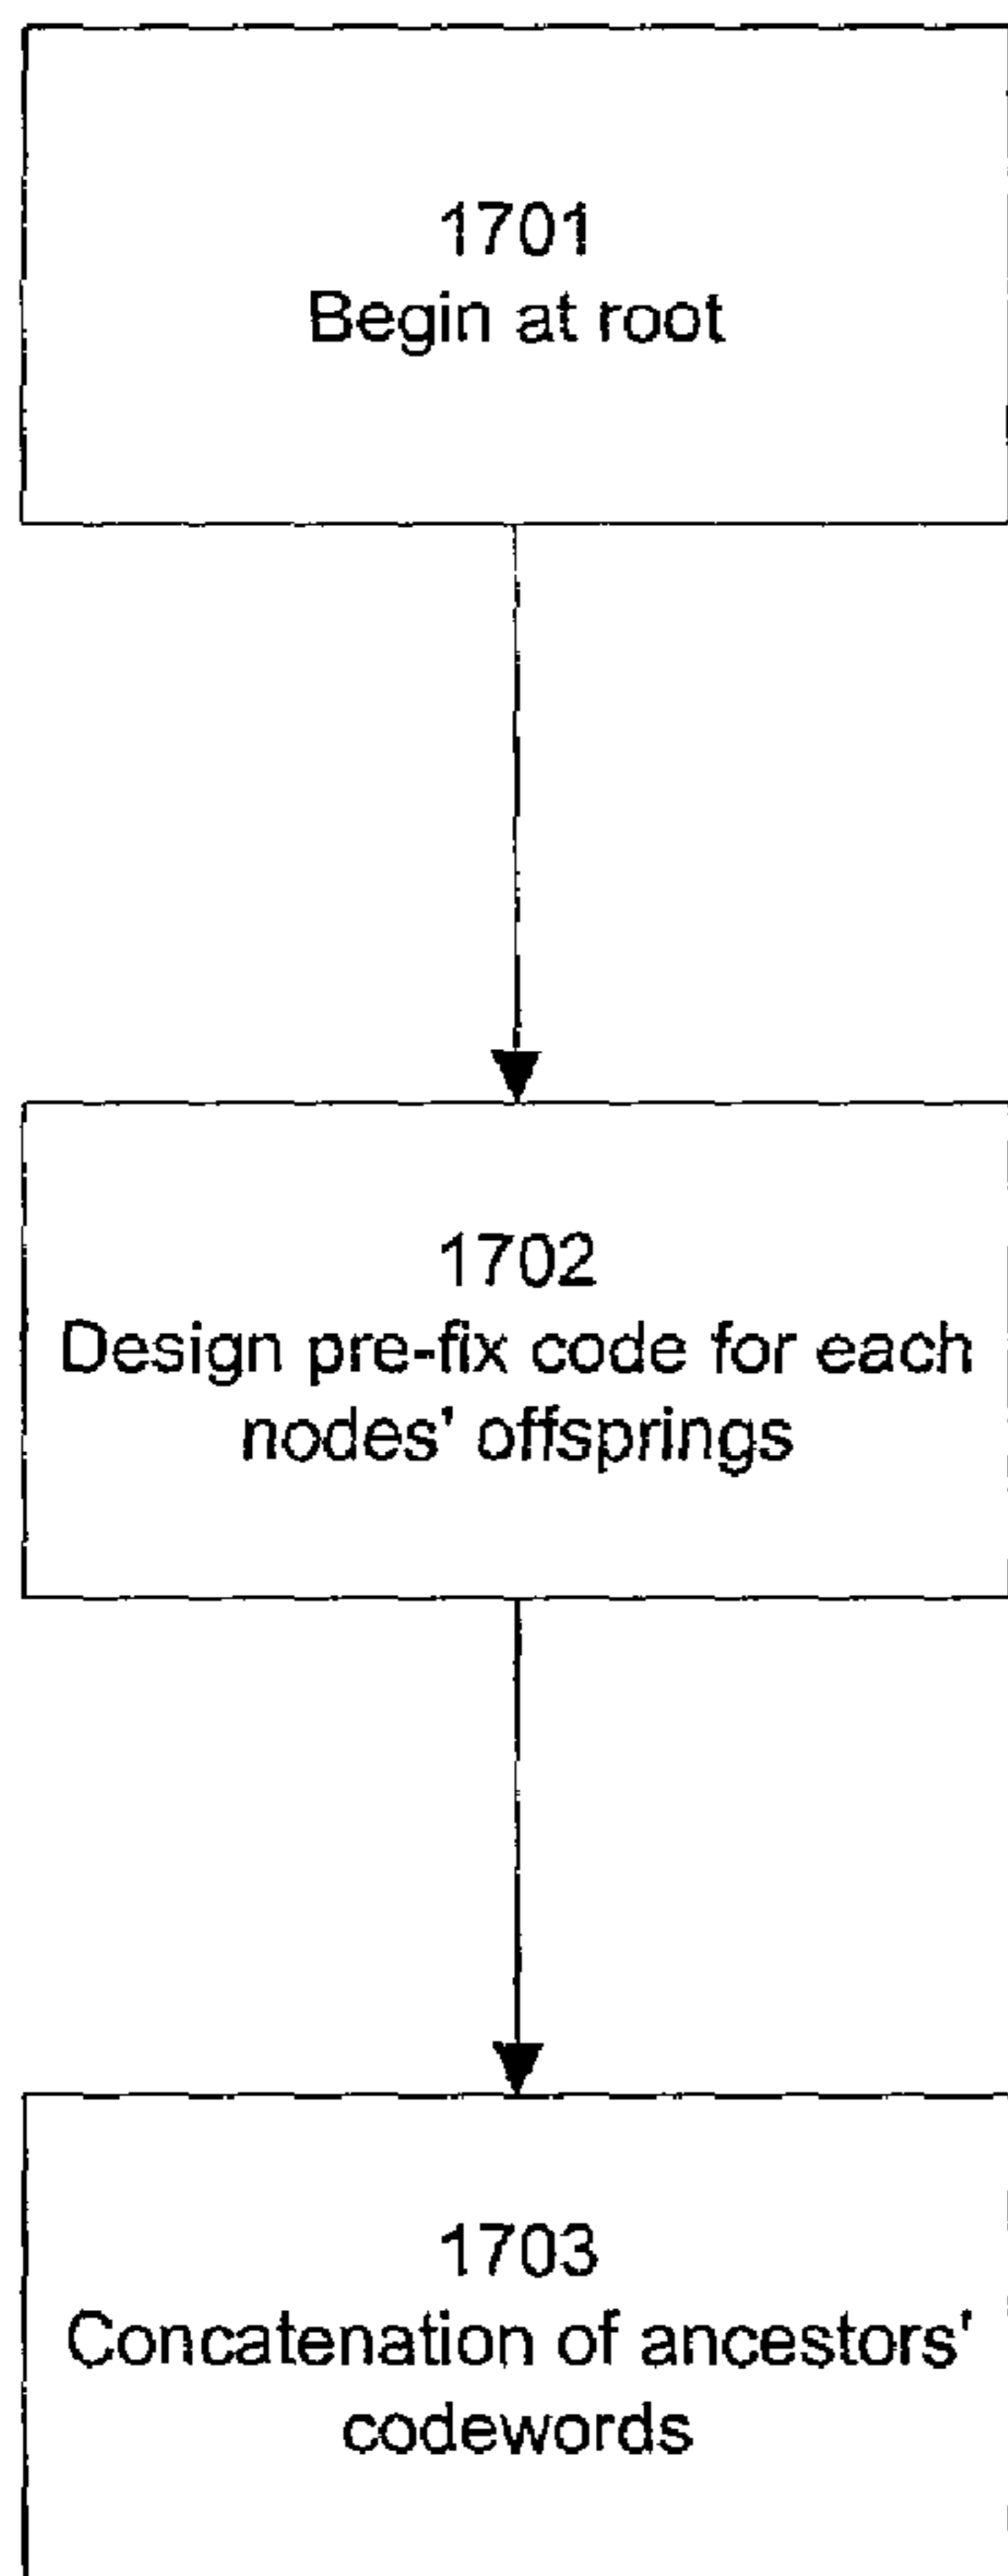 1701
Begin at root
1702
Design pre-fix code for each
nodes' offsprings
1703
Concatenation of ancestors'
codewords